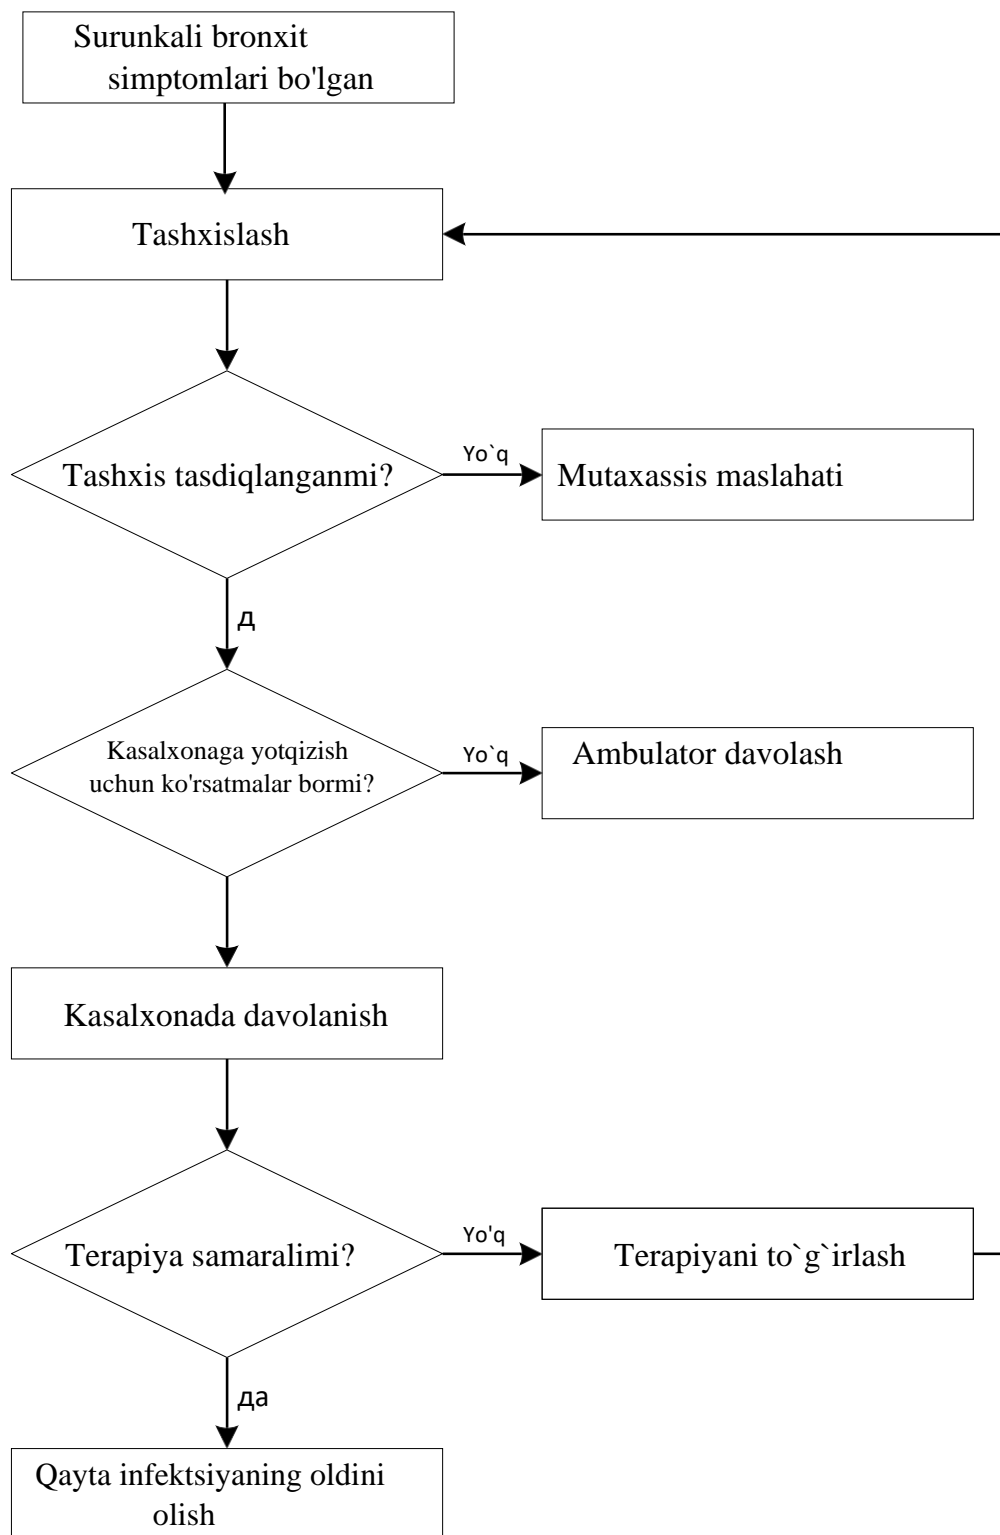 Surunkali bronxit
simptomlari bo'lgan
Tashxislash
Tashxis tasdiqlanganmi?
Yo`q
Mutaxassis maslahati
д
Kasalxonaga yotqizish
uchun ko'rsatmalar bormi?
Yo`q
Ambulator davolash
Kasalxonada davolanish
Terapiya samaralimi?
Yo'q
Terapiyani to`g`irlash
да
Qayta infektsiyaning oldini
olish